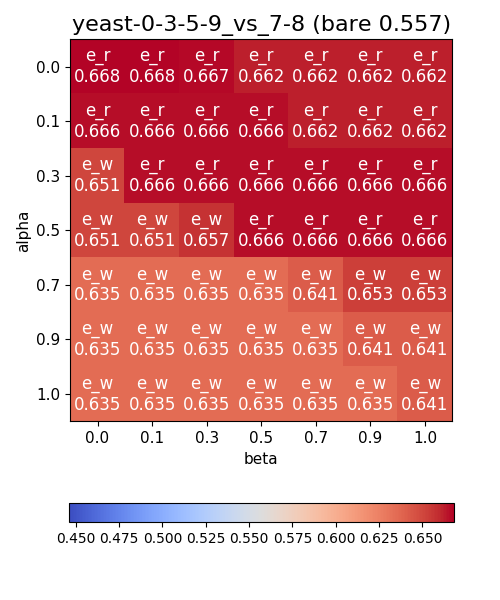 yeast-0-3-5-9_vs_7-8 (bare 0.557)
e_r e_r e_r e_r e_r e_r e_r
0.0 0.668 0.668 0.667 0.662 0.662 0.662 0.662
e_r e_r e_r e_r e_r e_r e_r
0.1 0.666 0.666 0.666 0.666 0.662 0.662 0.662
e_w e_r e_r e_r e_r e_r e_r
0.3 0.651 0.666 0.666 0.666 0.666 0.666 0.666
e_w e_w e_w e_r e_r e_r e_r
0.5 0.651 0.651 0.657 0.666 0.666 0.666 0.666
e_w e_w e_w e_w e_w e_w e_w
0.7 0.635 0.635 0.635 0.635 0.641 0.653 0.653
e_w e_w e_w e_w e_w e_w e_w
0.9 0.635 0.635 0.635 0.635 0.635 0.641 0.641
e_w e_w e_w e_w e_w e_w e_w
1.0 0.635 0.635 0.635 0.635 0.635 0.635 0.641
alpha
0.0 0.1 0.3 0.5 0.7 0.9 1.0
beta
0.450 0.475 0.500 0.525 0.550 0.575 0.600 0.625 0.650